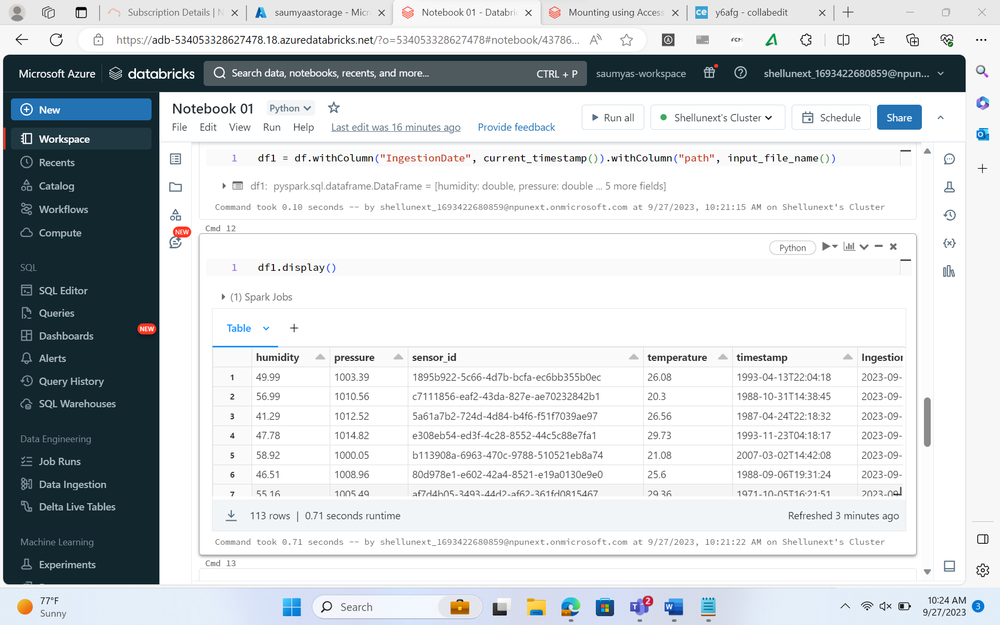 Subscription Details | N
saumyaastorage - Micr
Notebook 01 - Databric
Mounting using Access
ce y6afg - collabedit
https://adb-534053328627478.18.azuredatabricks.net/?o=534053328627478#notebook/43786...
FCM
Microsoft Azure databricks
Search data, notebooks, recents, and more... CTRL + P
saumyas-workspace
shellunext_1693422680859@npun...
New
Workspace
Recents
Catalog
Workflows
Compute
SQL
SQL Editor
Queries
Dashboards NEW
Alerts
Query History
SQL Warehouses
Data Engineering
Job Runs
Data Ingestion
Delta Live Tables
Machine Learning
Experiments
NEW
Notebook 01 Python
File Edit View Run Help Last edit was 16 minutes ago Provide feedback
Run all Shellunext's Cluster Schedule Share
1 df1 = df.withColumn("IngestionDate", current_timestamp()).withColumn("path", input_file_name())
df1: pyspark.sql.dataframe.DataFrame = [humidity: double, pressure: double ... 5 more fields]
Command took 0.10 seconds -- by shellunext_1693422680859@npunext.onmicrosoft.com at 9/27/2023, 10:21:15 AM on Shellunext's Cluster
Cmd 12
Python
1 df1.display()
(1) Spark Jobs
Table +
humidity pressure sensor_id temperature timestamp Ingestion
1 49.99 1003.39 1895b922-5c66-4d7b-bcfa-ec6bb355b0ec 26.08 1993-04-13T22:04:18 2023-09-
2 56.99 1010.56 c7111856-eaf2-43da-827e-ae70232842b1 20.3 1988-10-31T14:38:45 2023-09-
3 41.29 1012.52 5a61a7b2-724d-4d84-b4f6-f51f7039ae97 26.56 1987-04-24T22:18:32 2023-09-
4 47.78 1014.82 e308eb54-ed3f-4c28-8552-44c5c88e7fa1 29.73 1993-11-23T04:18:17 2023-09-
5 58.92 1000.05 b113908a-6963-470c-9788-510521eb8a74 21.08 2007-03-02T14:42:08 2023-09-
6 46.51 1008.96 80d978e1-e602-42a4-8521-e19a0130e9e0 25.6 1988-09-06T19:31:24 2023-09-
7 55.16 1005.49 af7d4b05-3493-44d2-af62-361fd0815467 29.36 1971-10-05T16:21:51 2023-09
113 rows | 0.71 seconds runtime Refreshed 3 minutes ago
Command took 0.71 seconds -- by shellunext_1693422680859@npunext.onmicrosoft.com at 9/27/2023, 10:21:22 AM on Shellunext's Cluster
Cmd 13
77°F
Sunny
Search
2
10:24 AM
9/27/2023
3